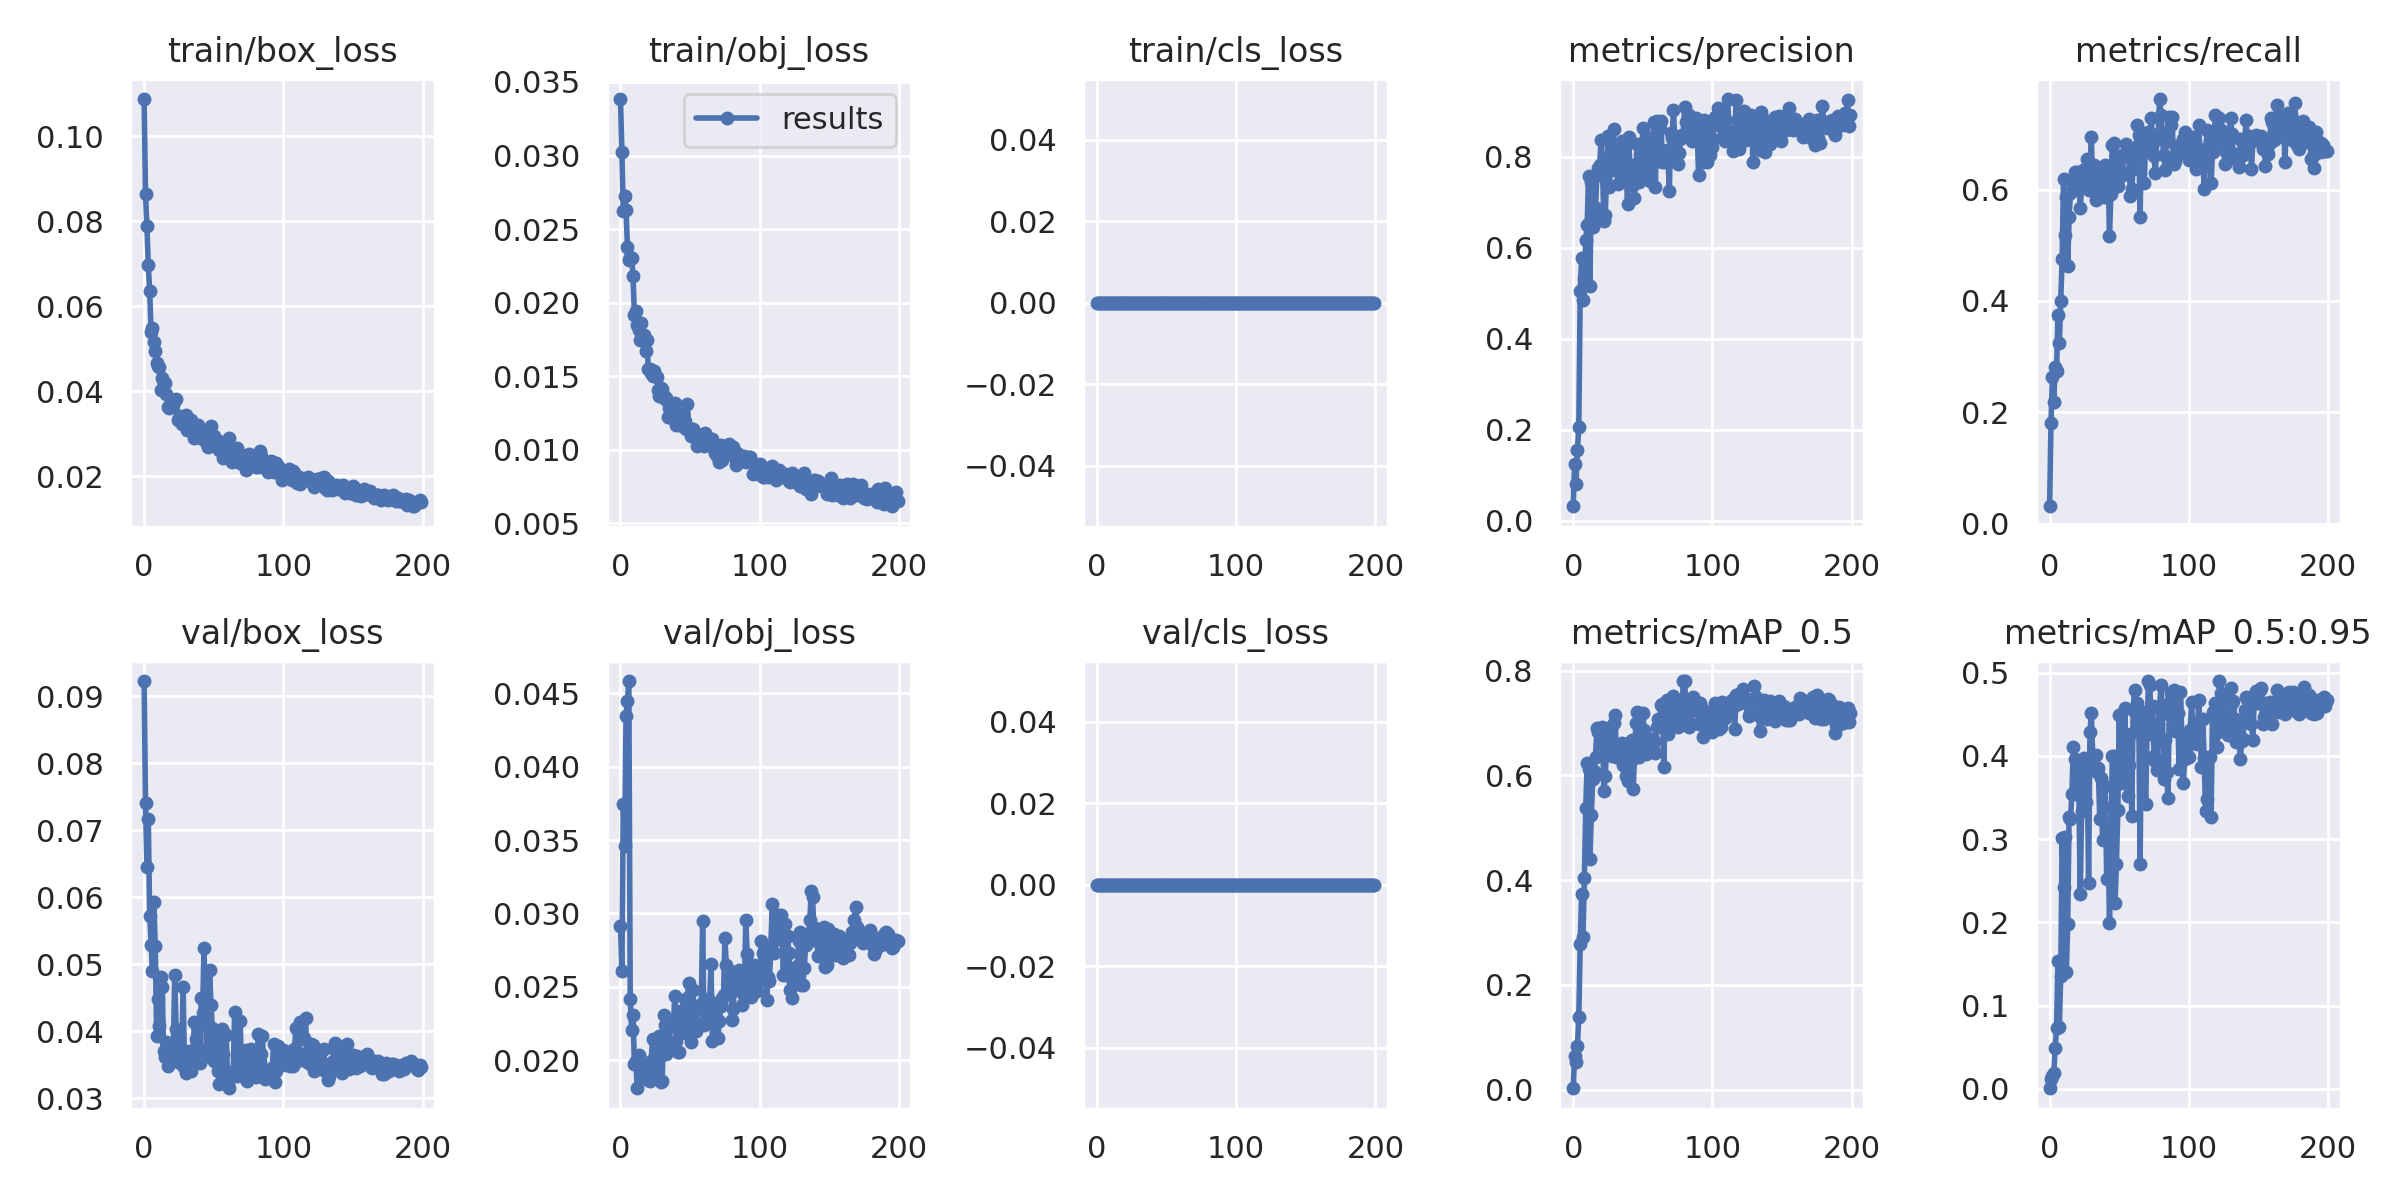 train/box_loss
0.10
0.08
0.06
0.04
0.02
0 100 200
train/obj_loss
results
0.035
0.030
0.025
0.020
0.015
0.010
0.005
0 100 200
train/cls_loss
0.04
0.02
0.00
−0.02
−0.04
0 100 200
metrics/precision
0.8
0.6
0.4
0.2
0.0
0 100 200
metrics/recall
0.6
0.4
0.2
0.0
0 100 200
val/box_loss
0.09
0.08
0.07
0.06
0.05
0.04
0.03
0 100 200
val/obj_loss
0.045
0.040
0.035
0.030
0.025
0.020
0 100 200
val/cls_loss
0.04
0.02
0.00
−0.02
−0.04
0 100 200
metrics/mAP_0.5
0.8
0.6
0.4
0.2
0.0
0 100 200
metrics/mAP_0.5:0.95
0.5
0.4
0.3
0.2
0.1
0.0
0 100 200